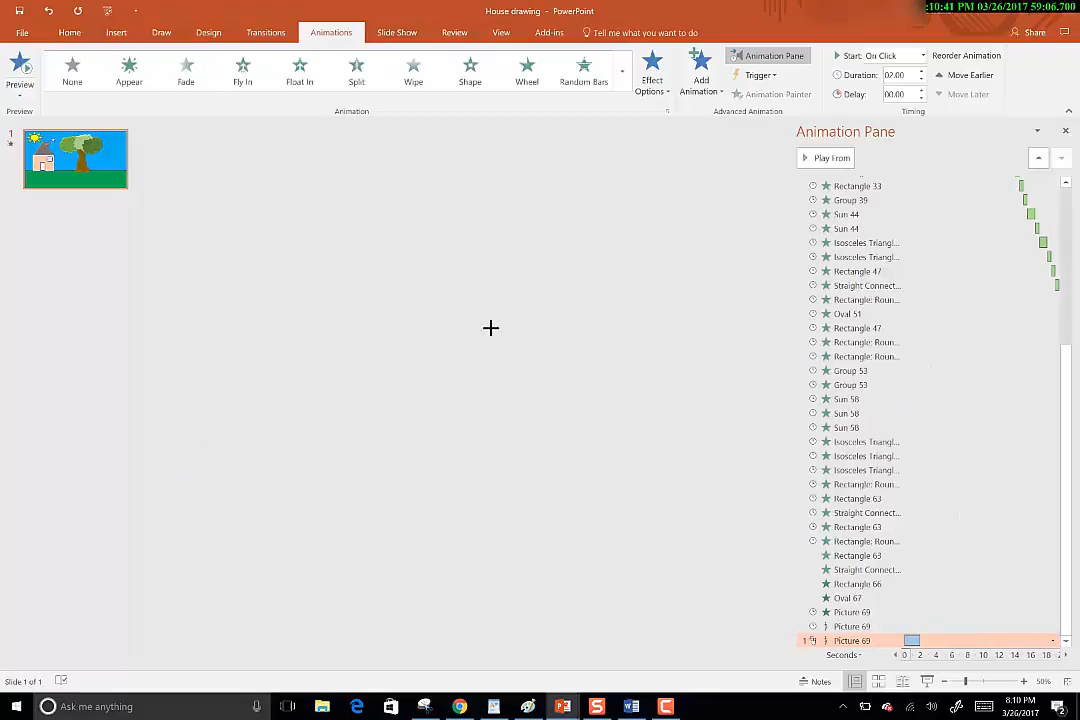 :10:41 PM 03/26/2017 59:06.700
House drawing - PowerPoint
File Home Insert Draw Design Transitions Animations Slide Show Review View Add-ins Tell me what you want to do Share
Preview
None Appear Fade Fly In Float In Split Wipe Shape Wheel Random Bars
Effect Options
Add Animation
Animation Pane
Trigger
Animation Painter
Start: On Click
Duration: 02.00
Delay: 00.00
Reorder Animation
Move Earlier
Move Later
Preview Animation Advanced Animation Timing
1
Animation Pane
Play From
Rectangle 33
Group 39
Sun 44
Sun 44
Isosceles Triangl...
Isosceles Triangl...
Rectangle 47
Straight Connect...
Rectangle: Roun...
Oval 51
Rectangle 47
Rectangle: Roun...
Rectangle: Roun...
Group 53
Group 53
Sun 58
Sun 58
Sun 58
Isosceles Triangl...
Isosceles Triangl...
Isosceles Triangl...
Rectangle: Roun...
Rectangle 63
Straight Connect...
Rectangle 63
Rectangle: Roun...
Rectangle 63
Straight Connect...
Rectangle 66
Oval 67
Picture 69
Picture 69
1 Picture 69
Seconds 0 2 4 6 8 10 12 14 16 18
Slide 1 of 1 Notes 50%
Ask me anything 8:10 PM
3/26/2017